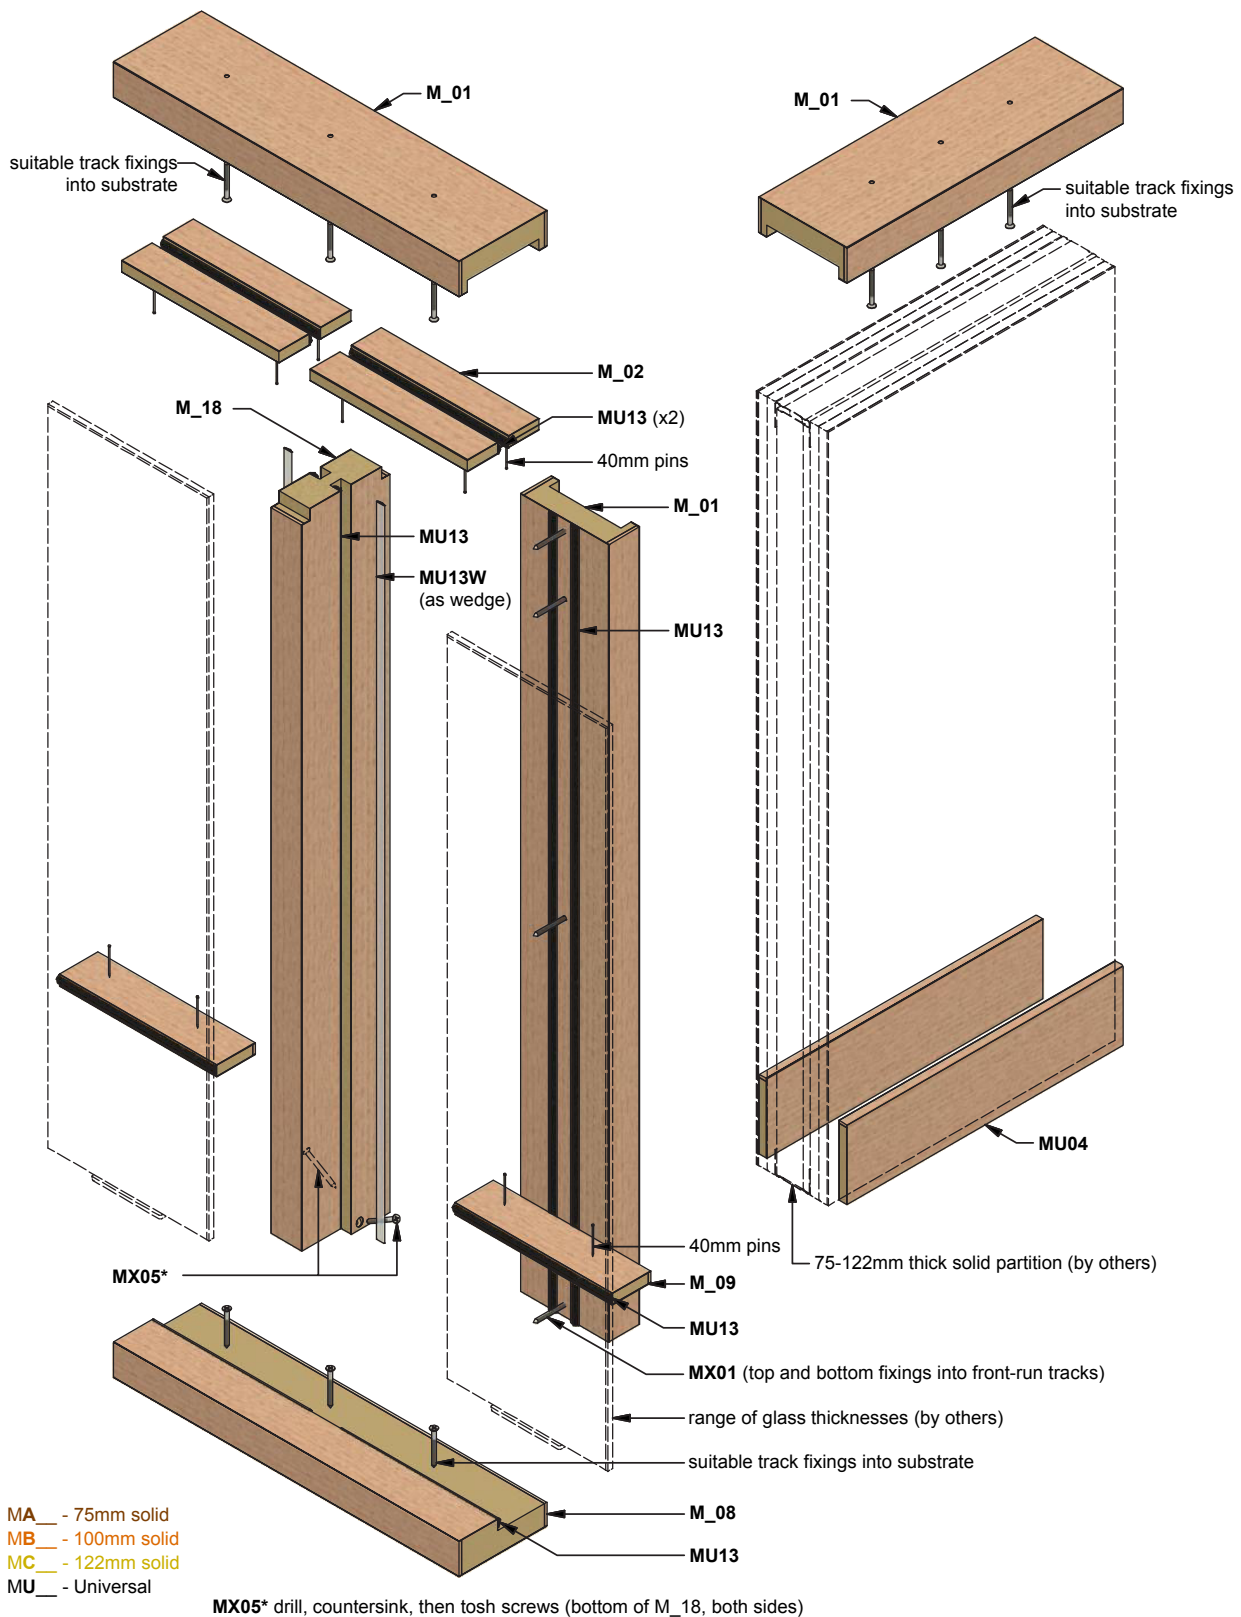 M_01
M_01
suitable track fixings
into substrate
suitable track fixings
into substrate
M_02
M_18
MU13 (x2)
40mm pins
M_01
MU13
MU13W
(as wedge)
MU13
MU04
40mm pins
75-122mm thick solid partition (by others)
MX05*
M_09
MU13
MX01 (top and bottom fixings into front-run tracks)
range of glass thicknesses (by others)
suitable track fixings into substrate
M_08
MU13
MA__ - 75mm solid
MB__ - 100mm solid
MC__ - 122mm solid
MU__ - Universal
MX05* drill, countersink, then tosh screws (bottom of M_18, both sides)